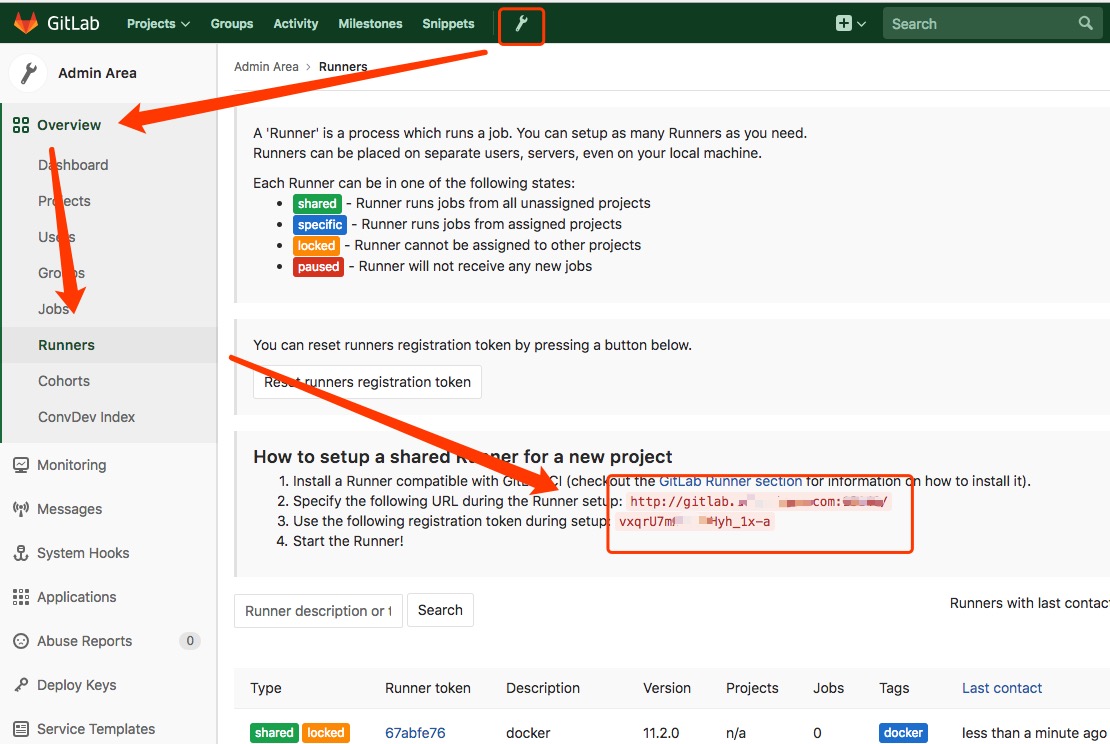 GitLab Projects Groups Activity Milestones Snippets Search
Admin Area
Admin Area > Runners
Overview
Dashboard
Projects
Users
Groups
Jobs
Runners
Cohorts
ConvDev Index
Monitoring
Messages
System Hooks
Applications
Abuse Reports 0
Deploy Keys
Service Templates
A 'Runner' is a process which runs a job. You can setup as many Runners as you need.
Runners can be placed on separate users, servers, even on your local machine.
Each Runner can be in one of the following states:
• shared - Runner runs jobs from all unassigned projects
• specific - Runner runs jobs from assigned projects
• locked - Runner cannot be assigned to other projects
• paused - Runner will not receive any new jobs
You can reset runners registration token by pressing a button below.
Reset runners registration token
How to setup a shared Runner for a new project
1. Install a Runner compatible with GitLab CI (checkout the GitLab Runner section for information on how to install it).
2. Specify the following URL during the Runner setup: http://gitlab. com:
3. Use the following registration token during setup:
4. Start the Runner!
Runner description or t Search
Runners with last contact
Type Runner token Description Version Projects Jobs Tags Last contact
shared locked 67abfe76 docker 11.2.0 n/a 0 docker less than a minute ago